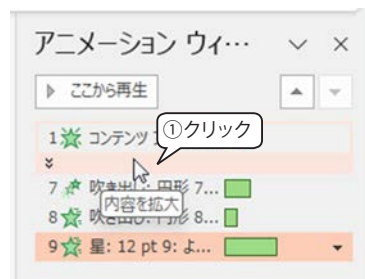 アニメーション ウィ…
ここから再生
①クリック
1 コンテンツ
7 吹き出し: 円形 7...
内容を拡大
8 吹き出し: 円形 8...
9 星: 12 pt 9: よ...